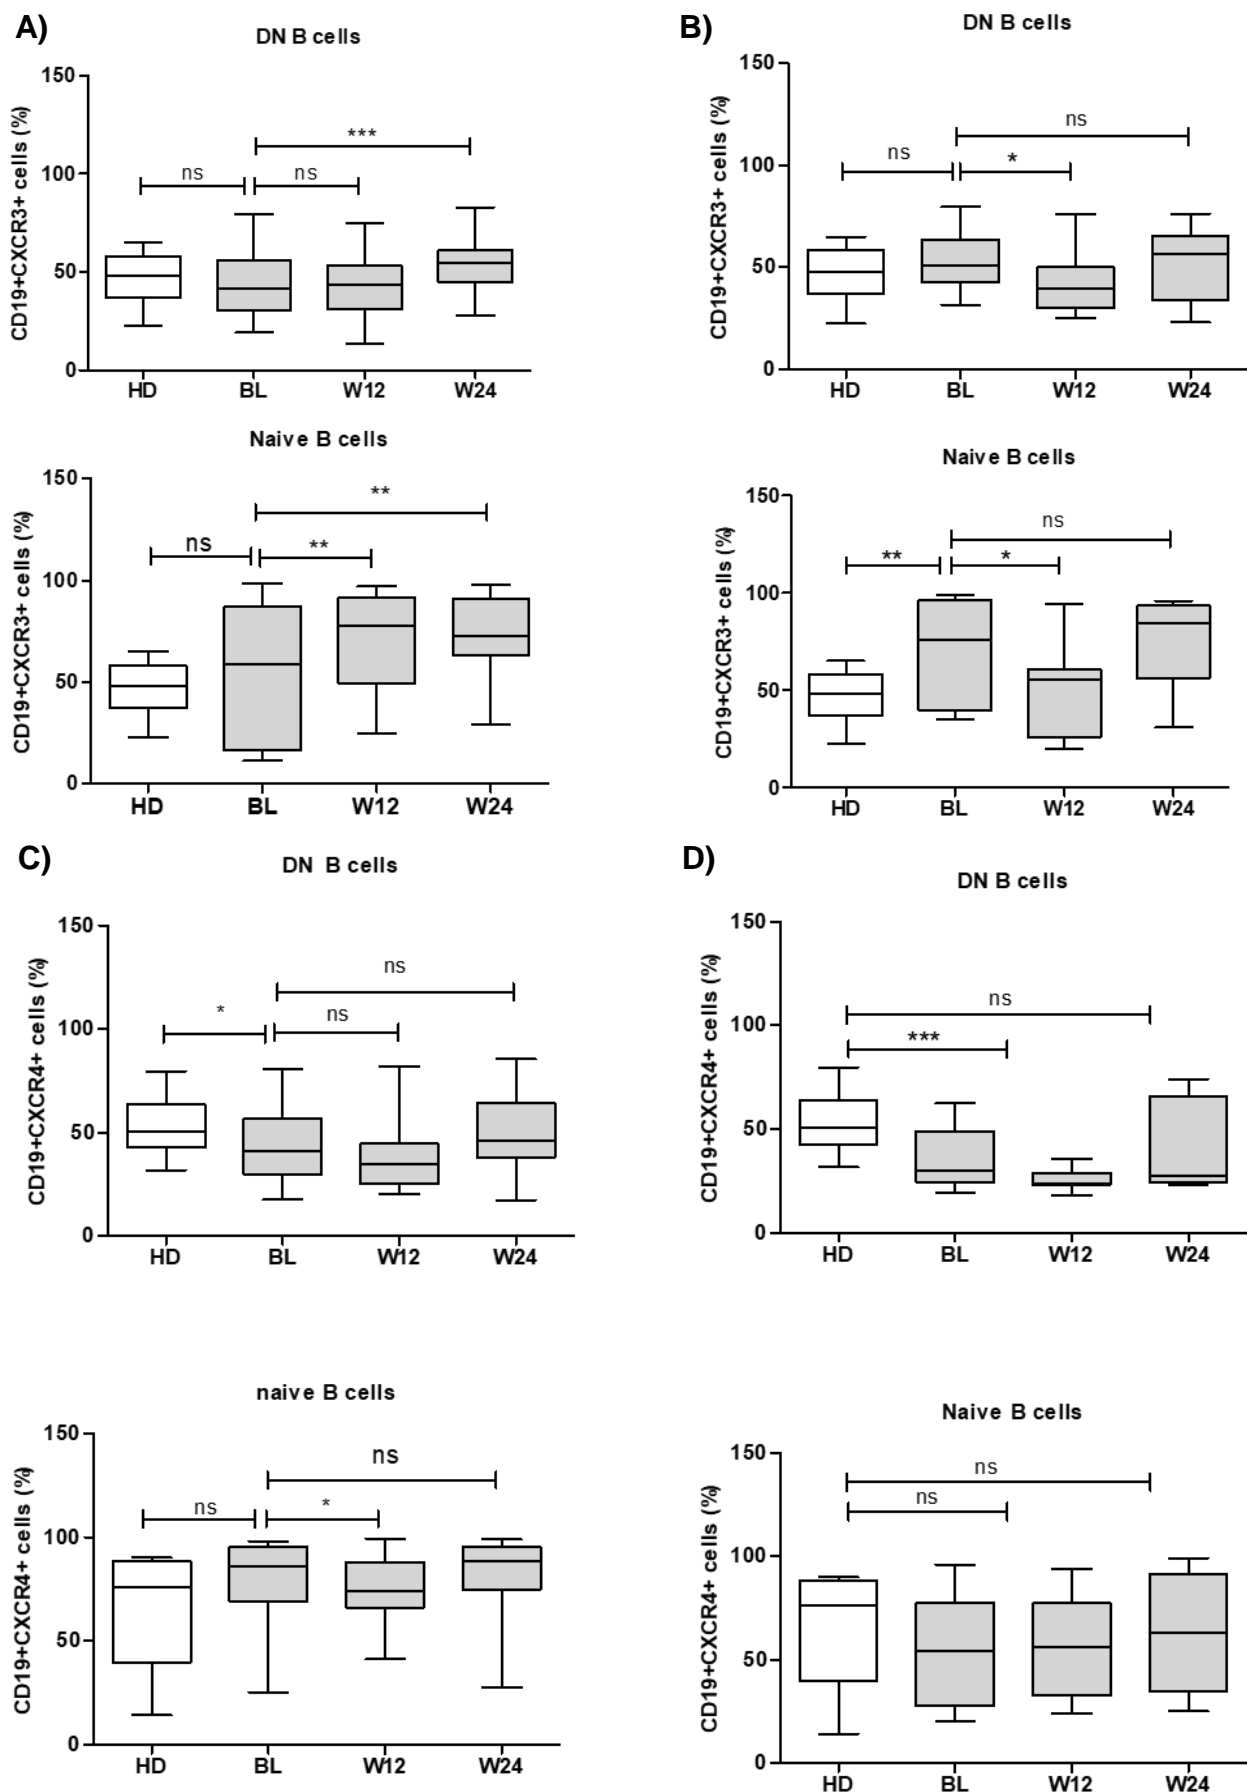 A)
DN B cells
CD19+CXCR3+ cells (%)
150
100
50
0
ns
ns
***
HD BL W12 W24
Naive B cells
CD19+CXCR3+ cells (%)
150
100
50
0
ns
**
**
HD BL W12 W24
B)
DN B cells
CD19+CXCR3+ cells (%)
150
100
50
0
ns
*
ns
HD BL W12 W24
Naive B cells
CD19+CXCR3+ cells (%)
150
100
50
0
**
*
ns
HD BL W12 W24
C)
DN B cells
CD19+CXCR4+ cells (%)
150
100
50
0
*
ns
ns
HD BL W12 W24
naive B cells
CD19+CXCR4+ cells (%)
150
100
50
0
ns
*
ns
HD BL W12 W24
D)
DN B cells
CD19+CXCR4+ cells (%)
150
100
50
0
ns
***
HD BL W12 W24
Naive B cells
CD19+CXCR4+ cells (%)
150
100
50
0
ns
ns
HD BL W12 W24